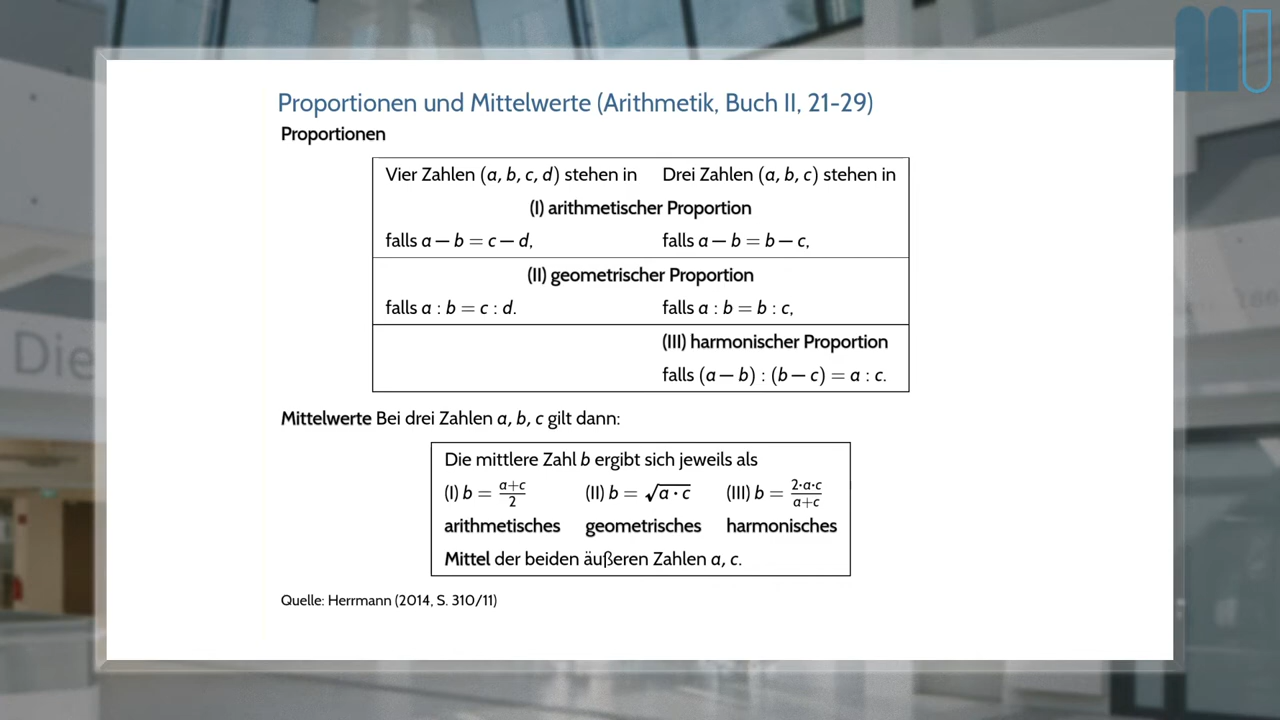 Proportionen und Mittelwerte (Arithmetik, Buch II, 21-29)
Proportionen
Vier Zahlen (a, b, c, d) stehen in Drei Zahlen (a, b, c) stehen in
(I) arithmetischer Proportion
falls a — b = c — d, falls a — b = b — c,
(II) geometrischer Proportion
falls a : b = c : d. falls a : b = b : c,
(III) harmonischer Proportion
falls (a — b) : (b — c) = a : c.
Mittelwerte Bei drei Zahlen a, b, c gilt dann:
Die mittlere Zahl b ergibt sich jeweils als
(I) b = a+c/2 (II) b = √a · c (III) b = 2·a·c/a+c
arithmetisches geometrisches harmonisches
Mittel der beiden äußeren Zahlen a, c.
Quelle: Herrmann (2014, S. 310/11)
Die